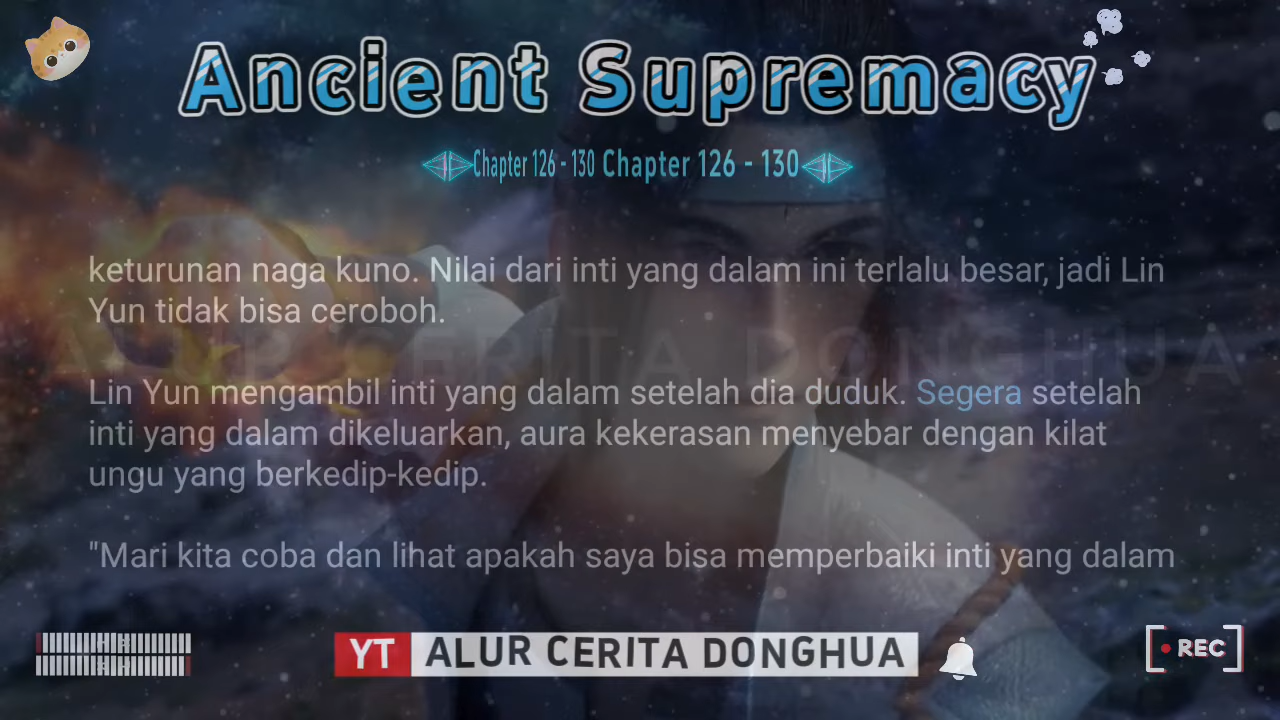 Ancient Supremacy
Chapter 126 - 130 Chapter 126 - 130
keturunan naga kuno. Nilai dari inti yang dalam ini terlalu besar, jadi Lin
Yun tidak bisa ceroboh.
ALUR CERITA DONGHUA
Lin Yun mengambil inti yang dalam setelah dia duduk. Segera setelah
inti yang dalam dikeluarkan, aura kekerasan menyebar dengan kilat
ungu yang berkedip-kedip.
"Mari kita coba dan lihat apakah saya bisa memperbaiki inti yang dalam
YT ALUR CERITA DONGHUA
REC